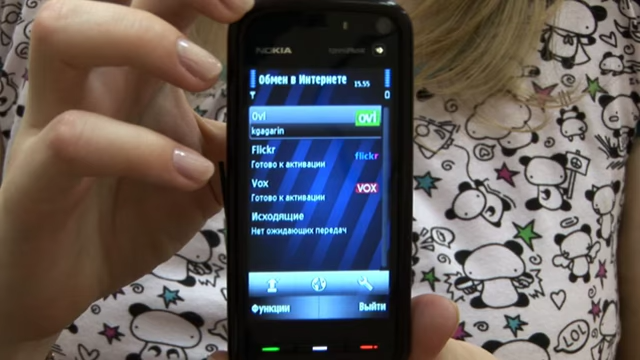 NOKIA
XpressMusic
Обмен в Интернете 15:55
Ovi ovi
kgagarin
Flickr flickr
Готово к активации
Vox VOX
Готово к активации
Исходящие
Нет ожидающих передач
Функции Выйти
LOL